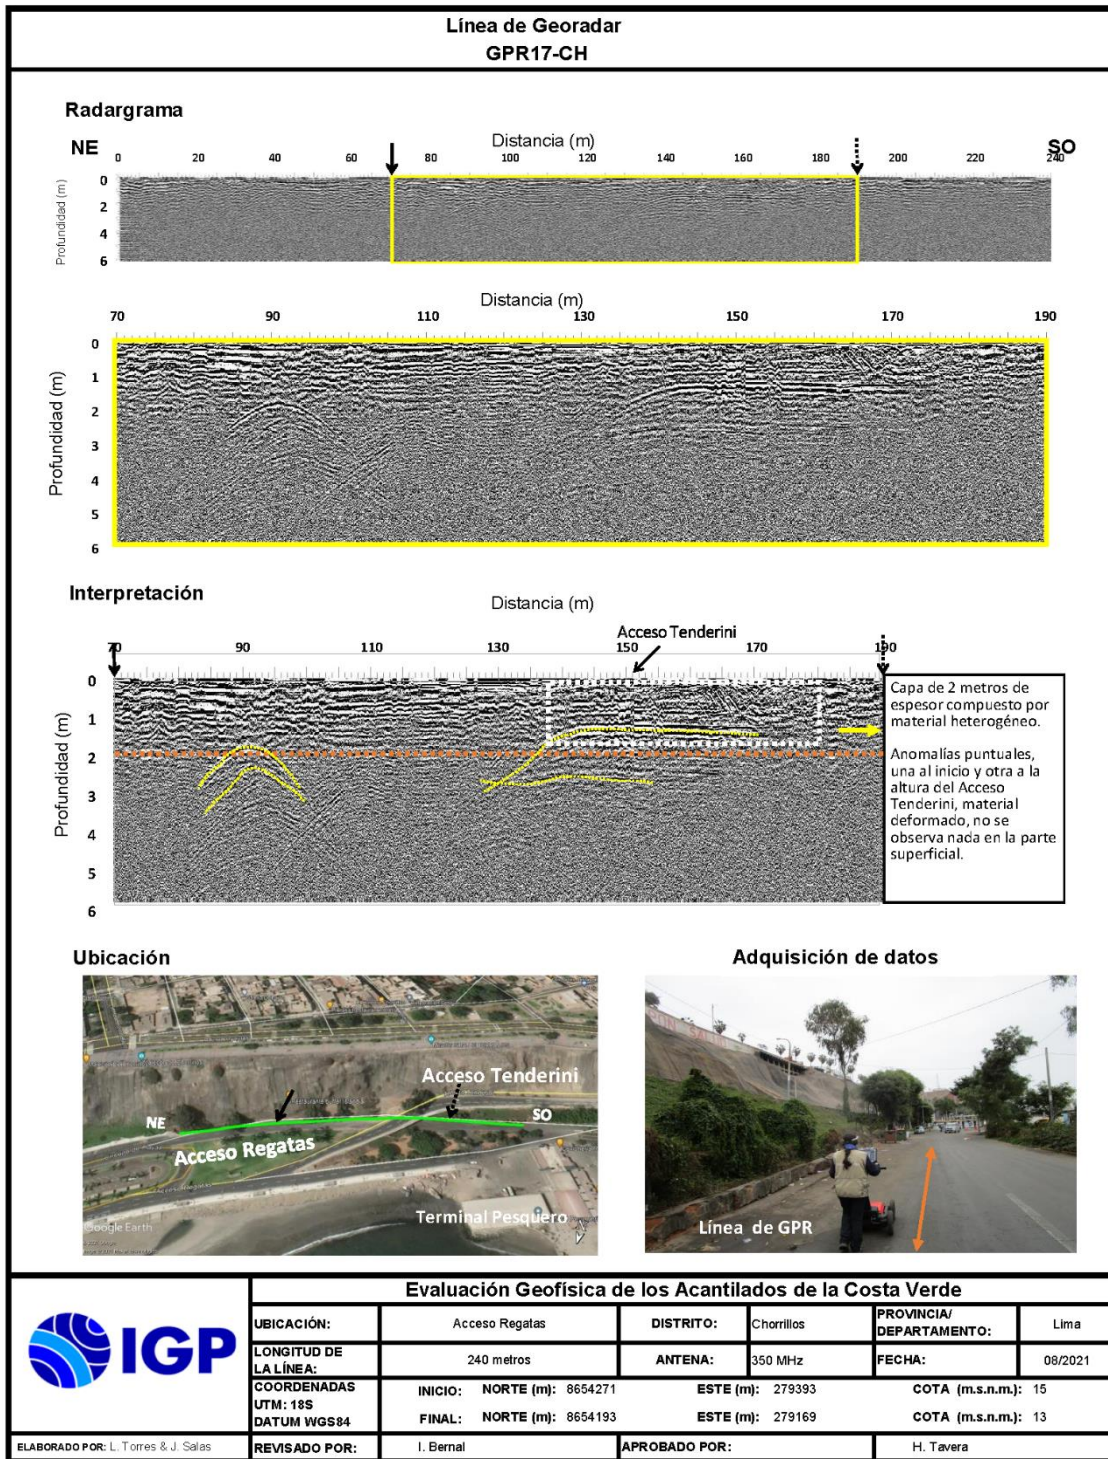 Línea de Georadar
GPR17-CH
Radargrama
NE
Distancia (m)
SO
0 20 40 60 80 100 120 140 160 180 200 220 240
Profundidad (m)
0
2
4
6
Distancia (m)
70 90 110 130 150 170 190
Profundidad (m)
0
1
2
3
4
5
6
Interpretación
Distancia (m)
Acceso Tenderini
70 90 110 130 150 170 190
Profundidad (m)
0
1
2
3
4
5
6
Capa de 2 metros de
espesor compuesto por
material heterogéneo.
Anomalías puntuales,
una al inicio y otra a la
altura del Acceso
Tenderini, material
deformado, no se
observa nada en la parte
superficial.
Ubicación
Acceso Tenderini
NE
SO
Acceso Regatas
Terminal Pesquero
Google Earth
Adquisición de datos
Línea de GPR
IGP
Evaluación Geofísica de los Acantilados de la Costa Verde
UBICACIÓN: Acceso Regatas DISTRITO: Chorrillos PROVINCIA/
DEPARTAMENTO: Lima
LONGITUD DE
LA LÍNEA: 240 metros ANTENA: 350 MHz FECHA: 08/2021
COORDENADAS
UTM: 18S
DATUM WGS84
INICIO: NORTE (m): 8654271 ESTE (m): 279393 COTA (m.s.n.m.): 15
FINAL: NORTE (m): 8654193 ESTE (m): 279169 COTA (m.s.n.m.): 13
ELABORADO POR: L. Torres & J. Salas REVISADO POR: I. Bernal APROBADO POR: H. Tavera